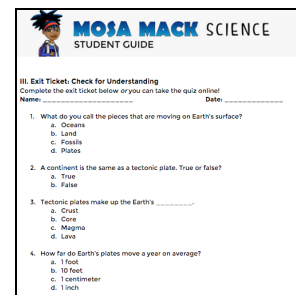 MOSA MACK SCIENCE
STUDENT GUIDE
III. Exit Ticket: Check for Understanding
Complete the exit ticket below or you can take the quiz online!
Name: ____________________ Date: _____________
1. What do you call the pieces that are moving on Earth's surface?
a. Oceans
b. Land
c. Fossils
d. Plates
2. A continent is the same as a tectonic plate. True or false?
a. True
b. False
3. Tectonic plates make up the Earth's ________.
a. Crust
b. Core
c. Magma
d. Lava
4. How far do Earth's plates move a year on average?
a. 1 foot
b. 10 feet
c. 1 centimeter
d. 1 inch